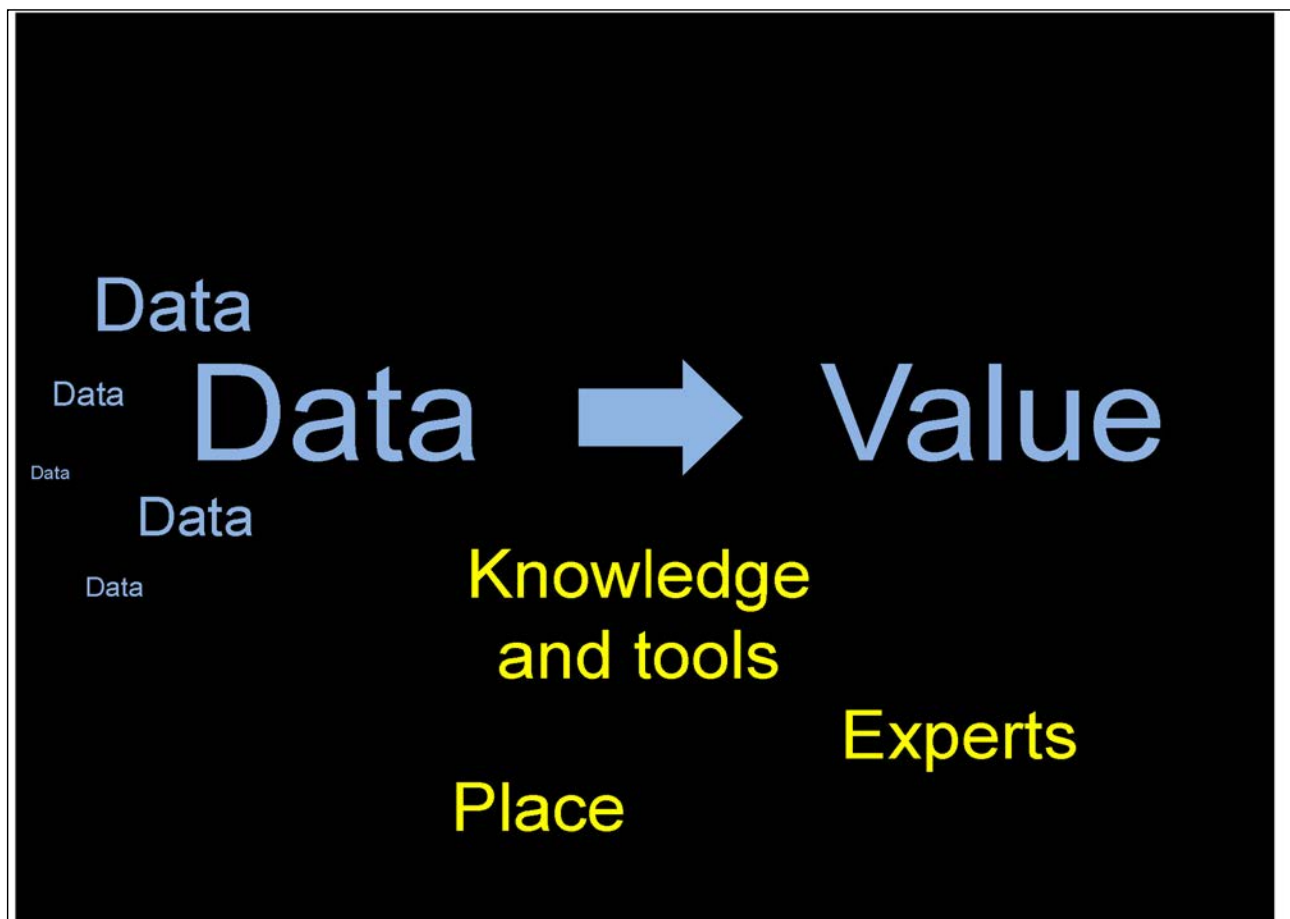 Data
Data
Data
Value
Data
Data
Data
Knowledge
and tools
Experts
Place